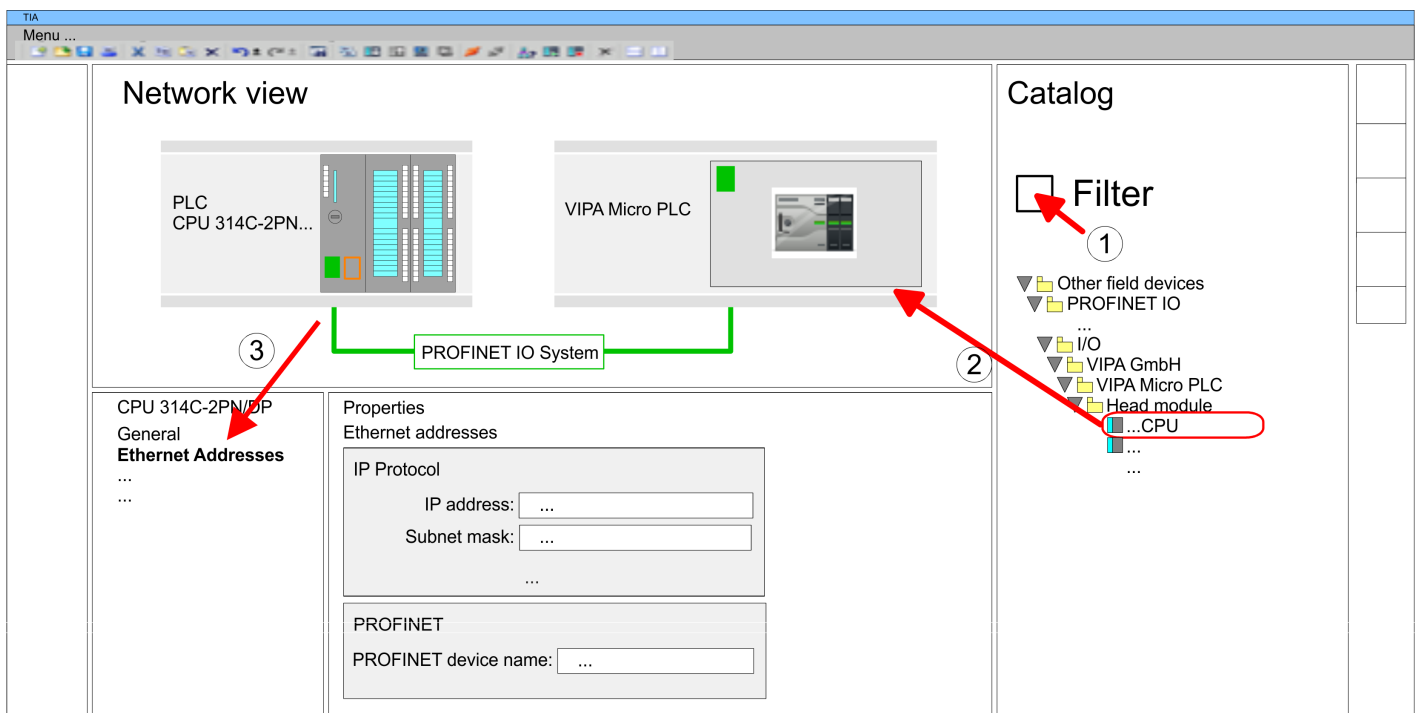 TIA
Menu ...
Network view
PLC
CPU 314C-2PN...
VIPA Micro PLC
PROFINET IO System
3
2
Catalog
Filter
1
Other field devices
PROFINET IO
...
I/O
VIPA GmbH
VIPA Micro PLC
Head module
...CPU
...
...
CPU 314C-2PN/DP
General
Ethernet Addresses
...
...
Properties
Ethernet addresses
IP Protocol
IP address: ...
Subnet mask: ...
...
PROFINET
PROFINET device name: ...